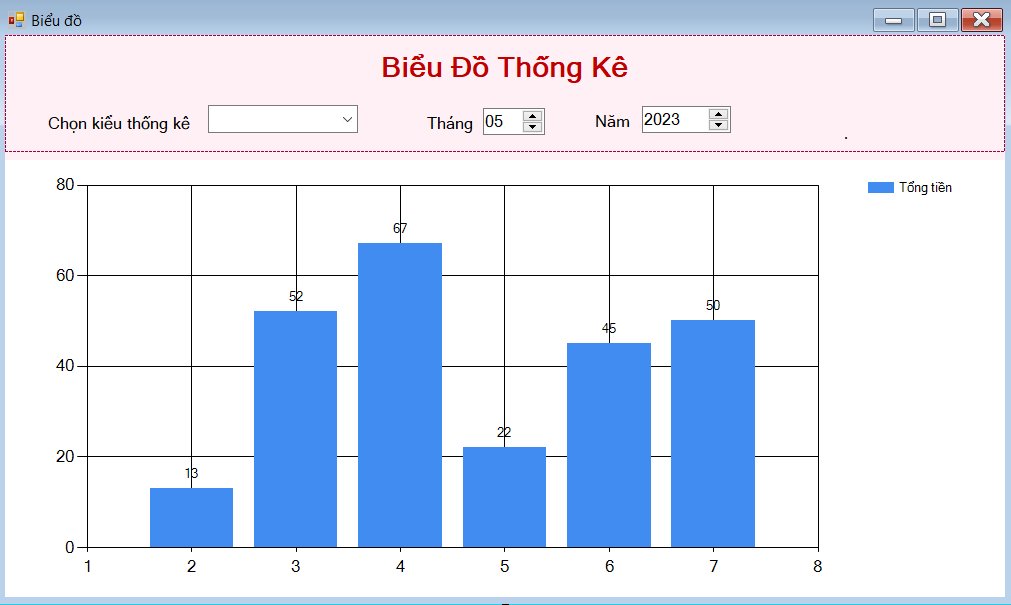 Biểu đồ
Biểu Đồ Thống Kê
Chọn kiểu thống kê Tháng 05 Năm 2023
.
80
60
40
20
0
13
52
67
22
45
50
1 2 3 4 5 6 7 8
Tổng tiền